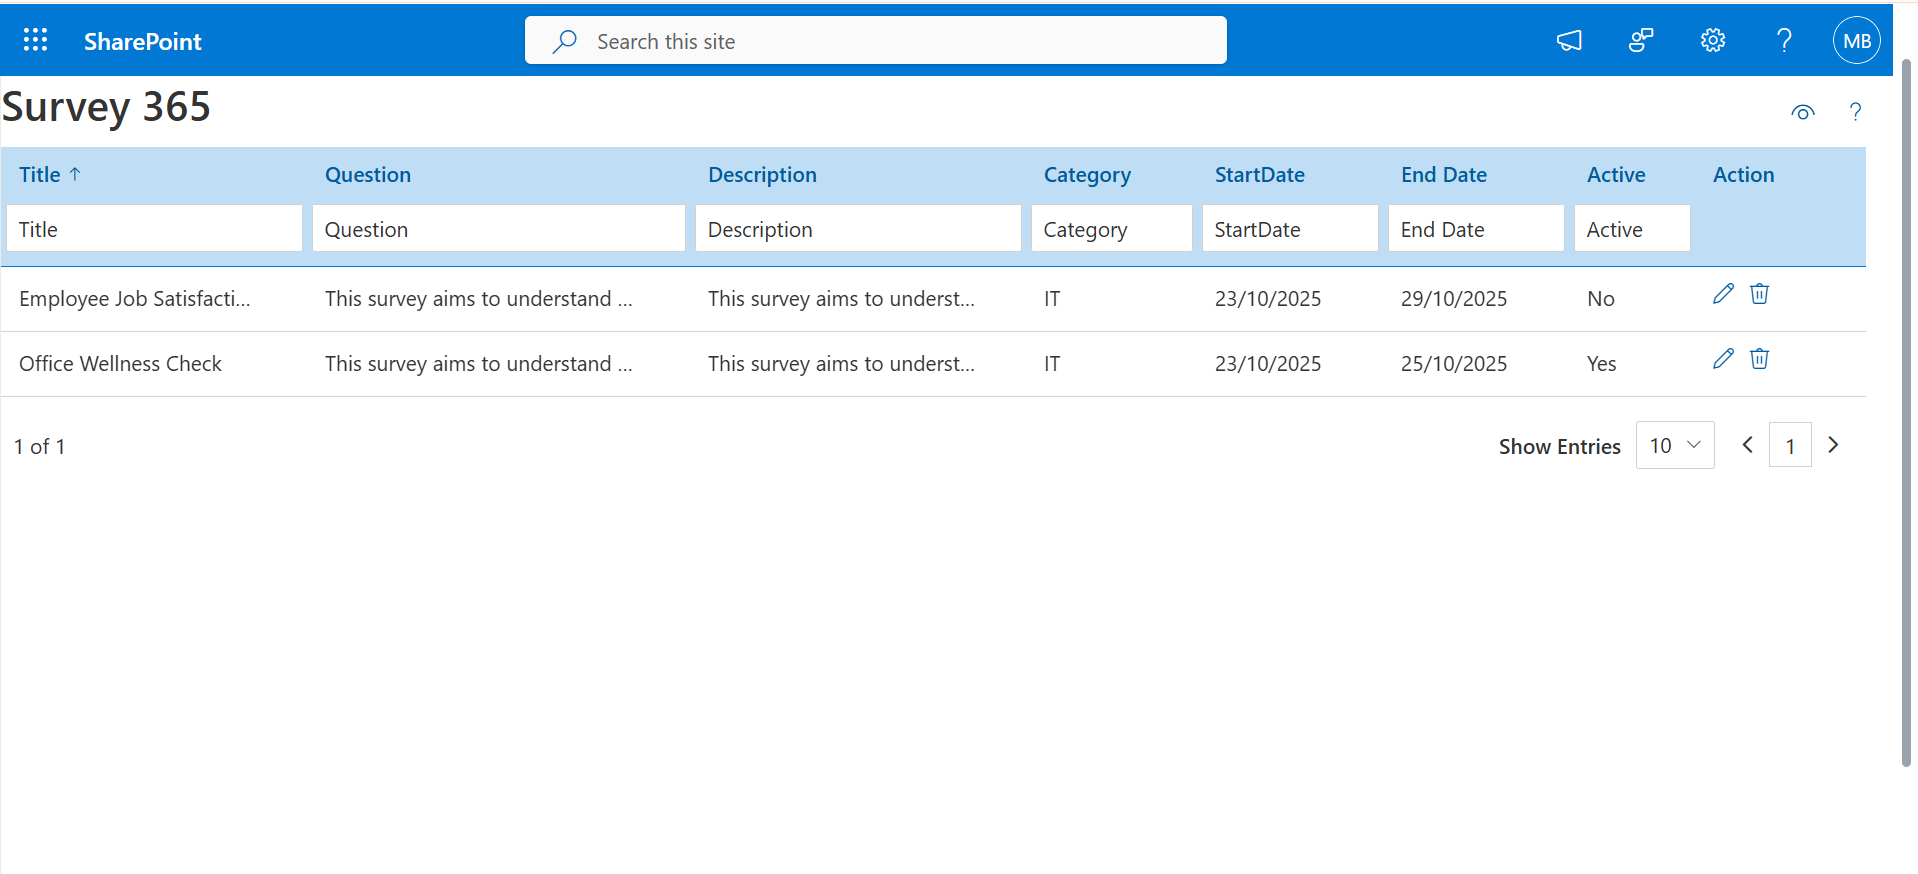 SharePoint
Search this site
MB
Survey 365
Title ↑ Question Description Category StartDate End Date Active Action
Title Question Description Category StartDate End Date Active
Employee Job Satisfacti... This survey aims to understand ... This survey aims to underst... IT 23/10/2025 29/10/2025 No
Office Wellness Check This survey aims to understand ... This survey aims to underst... IT 23/10/2025 25/10/2025 Yes
1 of 1 Show Entries 10 1